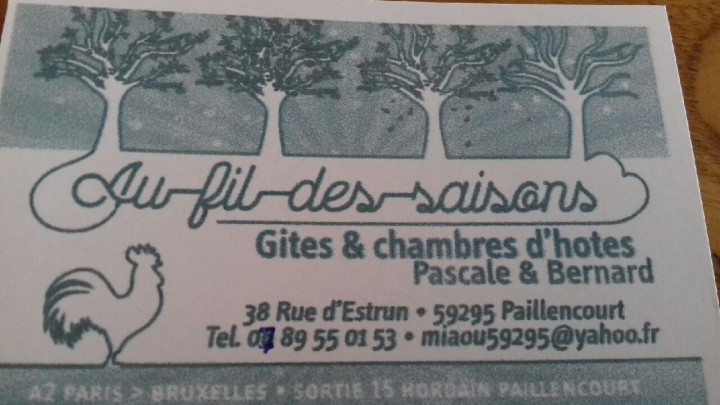 Au-fil-des-saisons
Gites & chambres d'hotes
Pascale & Bernard
38 Rue d'Estrun • 59295 Paillencourt
Tel. 07 89 55 01 53 • miaou59295@yahoo.fr
A2 PARIS > BRUXELLES • SORTIE 15 HORDAIN PAILLENCOURT